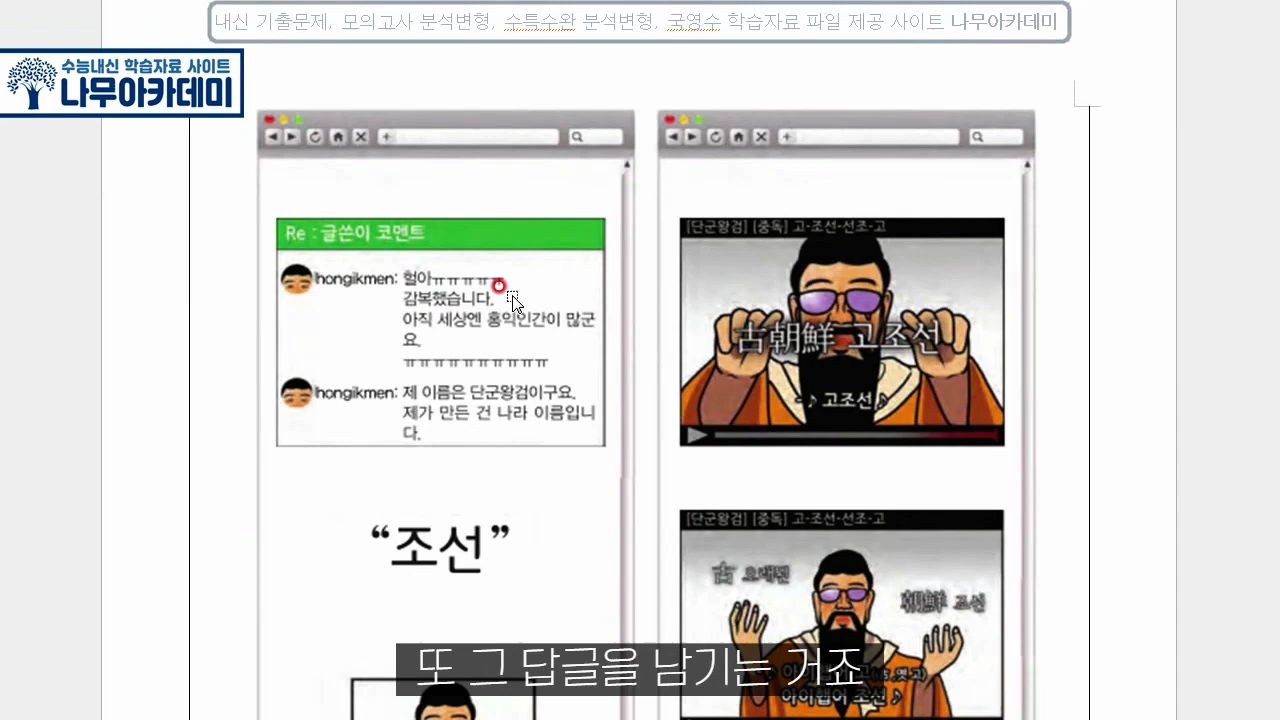 내신 기출문제, 모의고사 분석변형, 수특수완 분석변형, 국영수 학습자료 파일 제공 사이트 나무아카데미
수능내신 학습자료 사이트
나무아카데미
Re : 글쓴이 코멘트
hongikmen: 헐아ㅠㅠㅠㅠㅠ
감복했습니다.
아직 세상엔 홍익인간이 많군
요.
ㅠㅠㅠㅠㅠㅠㅠㅠㅠㅠ
hongikmen: 제 이름은 단군왕검이구요.
제가 만든 건 나라 이름입니
다.
“조선”
[단군왕검] [중독] 고-조선-선조-고
古朝鮮 고조선
♪ 고조선 ♪
[단군왕검] [중독] 고-조선-선조-고
古 오래된
朝鮮 조선
아이햅어 조선 ♪
또 그 답글을 남기는 거죠